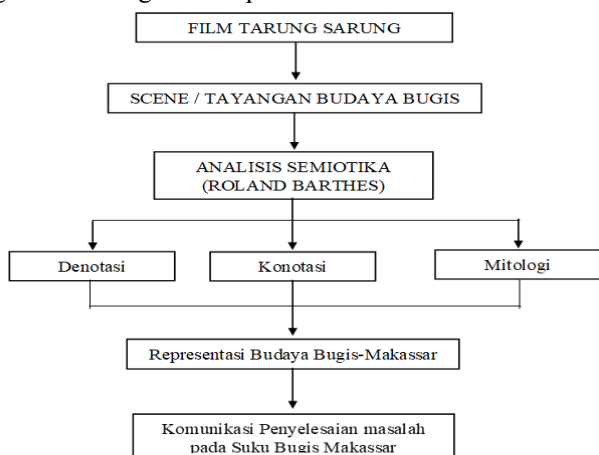 FILM TARUNG SARUNG
SCENE / TAYANGAN BUDAYA BUGIS
ANALISIS SEMIOTIKA
(ROLAND BARTHES)
Denotasi
Konotasi
Mitologi
Representasi Budaya Bugis-Makassar
Komunikasi Penyelesaian masalah
pada Suku Bugis Makassar